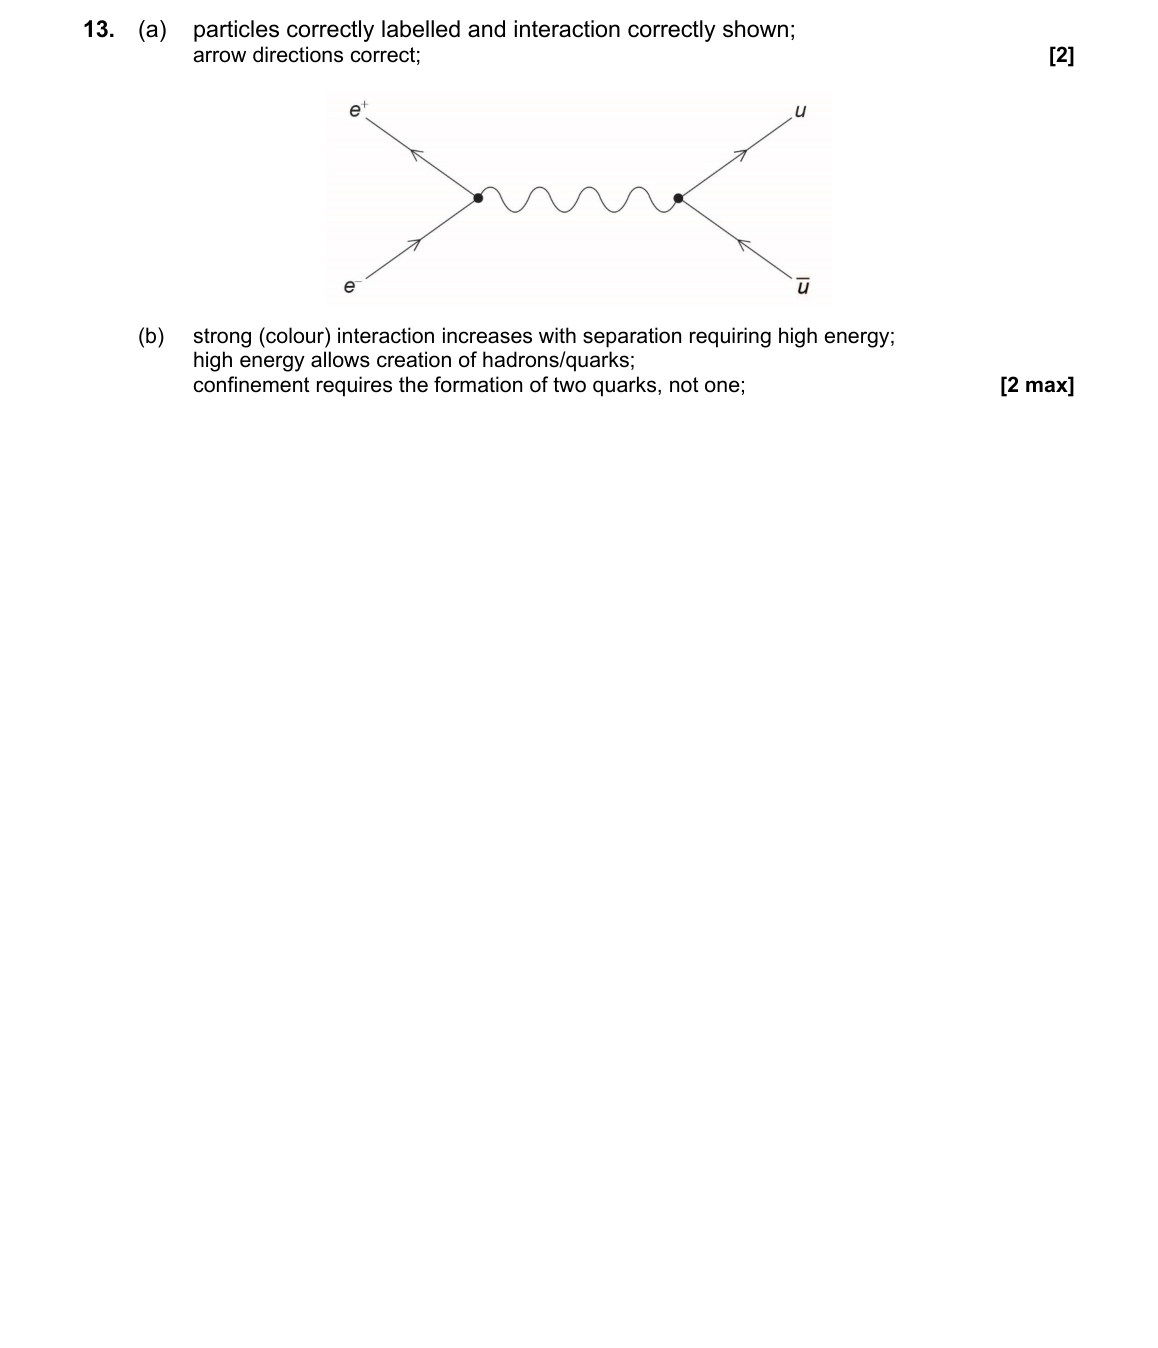 13. (a) particles correctly labelled and interaction correctly shown;
arrow directions correct; [2]
e⁺ u
e⁻ u̅
(b) strong (colour) interaction increases with separation requiring high energy;
high energy allows creation of hadrons/quarks;
confinement requires the formation of two quarks, not one; [2 max]